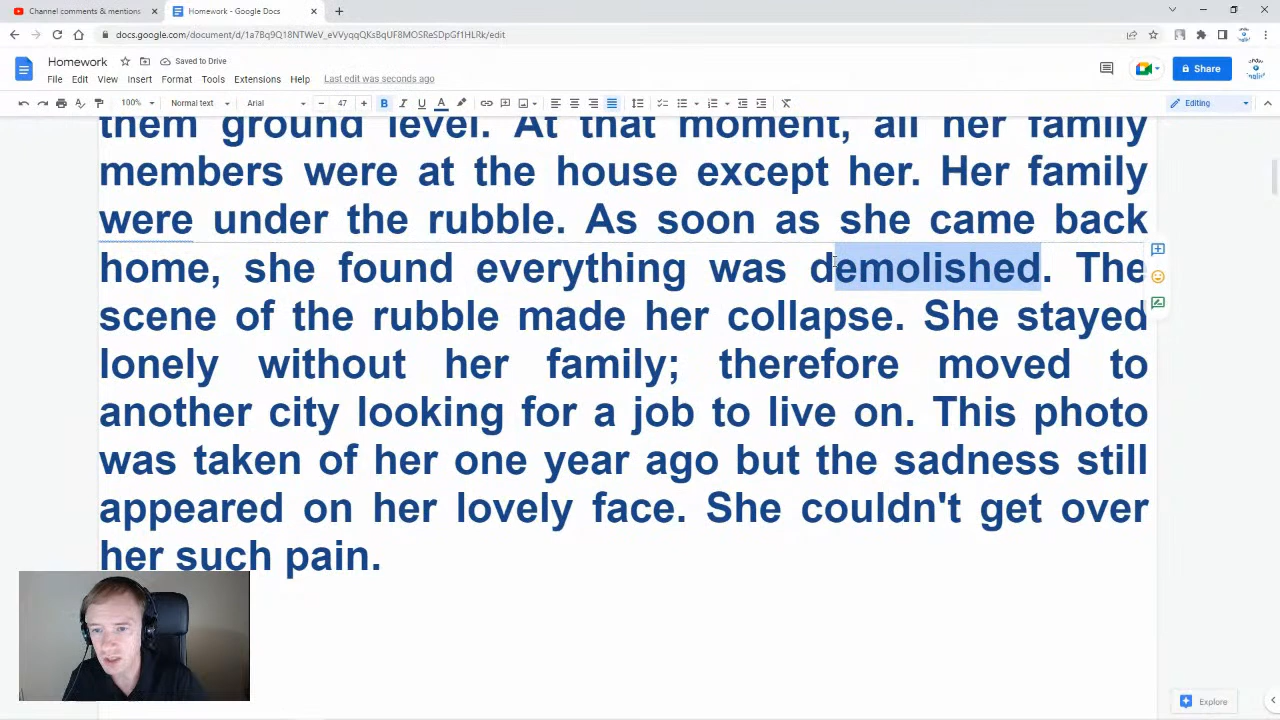 Channel comments & mentions
Homework - Google Docs
docs.google.com/document/d/1a7Bq9Q18NTWeV_eVVyqqQKsBqUF8MOSReSDpGf1HLRk/edit
Homework
Saved to Drive
File Edit View Insert Format Tools Extensions Help Last edit was seconds ago
Share
100% Normal text Arial 47 Editing
them ground level. At that moment, all her family
members were at the house except her. Her family
were under the rubble. As soon as she came back
home, she found everything was demolished. The
scene of the rubble made her collapse. She stayed
lonely without her family; therefore moved to
another city looking for a job to live on. This photo
was taken of her one year ago but the sadness still
appeared on her lovely face. She couldn't get over
her such pain.
Explore